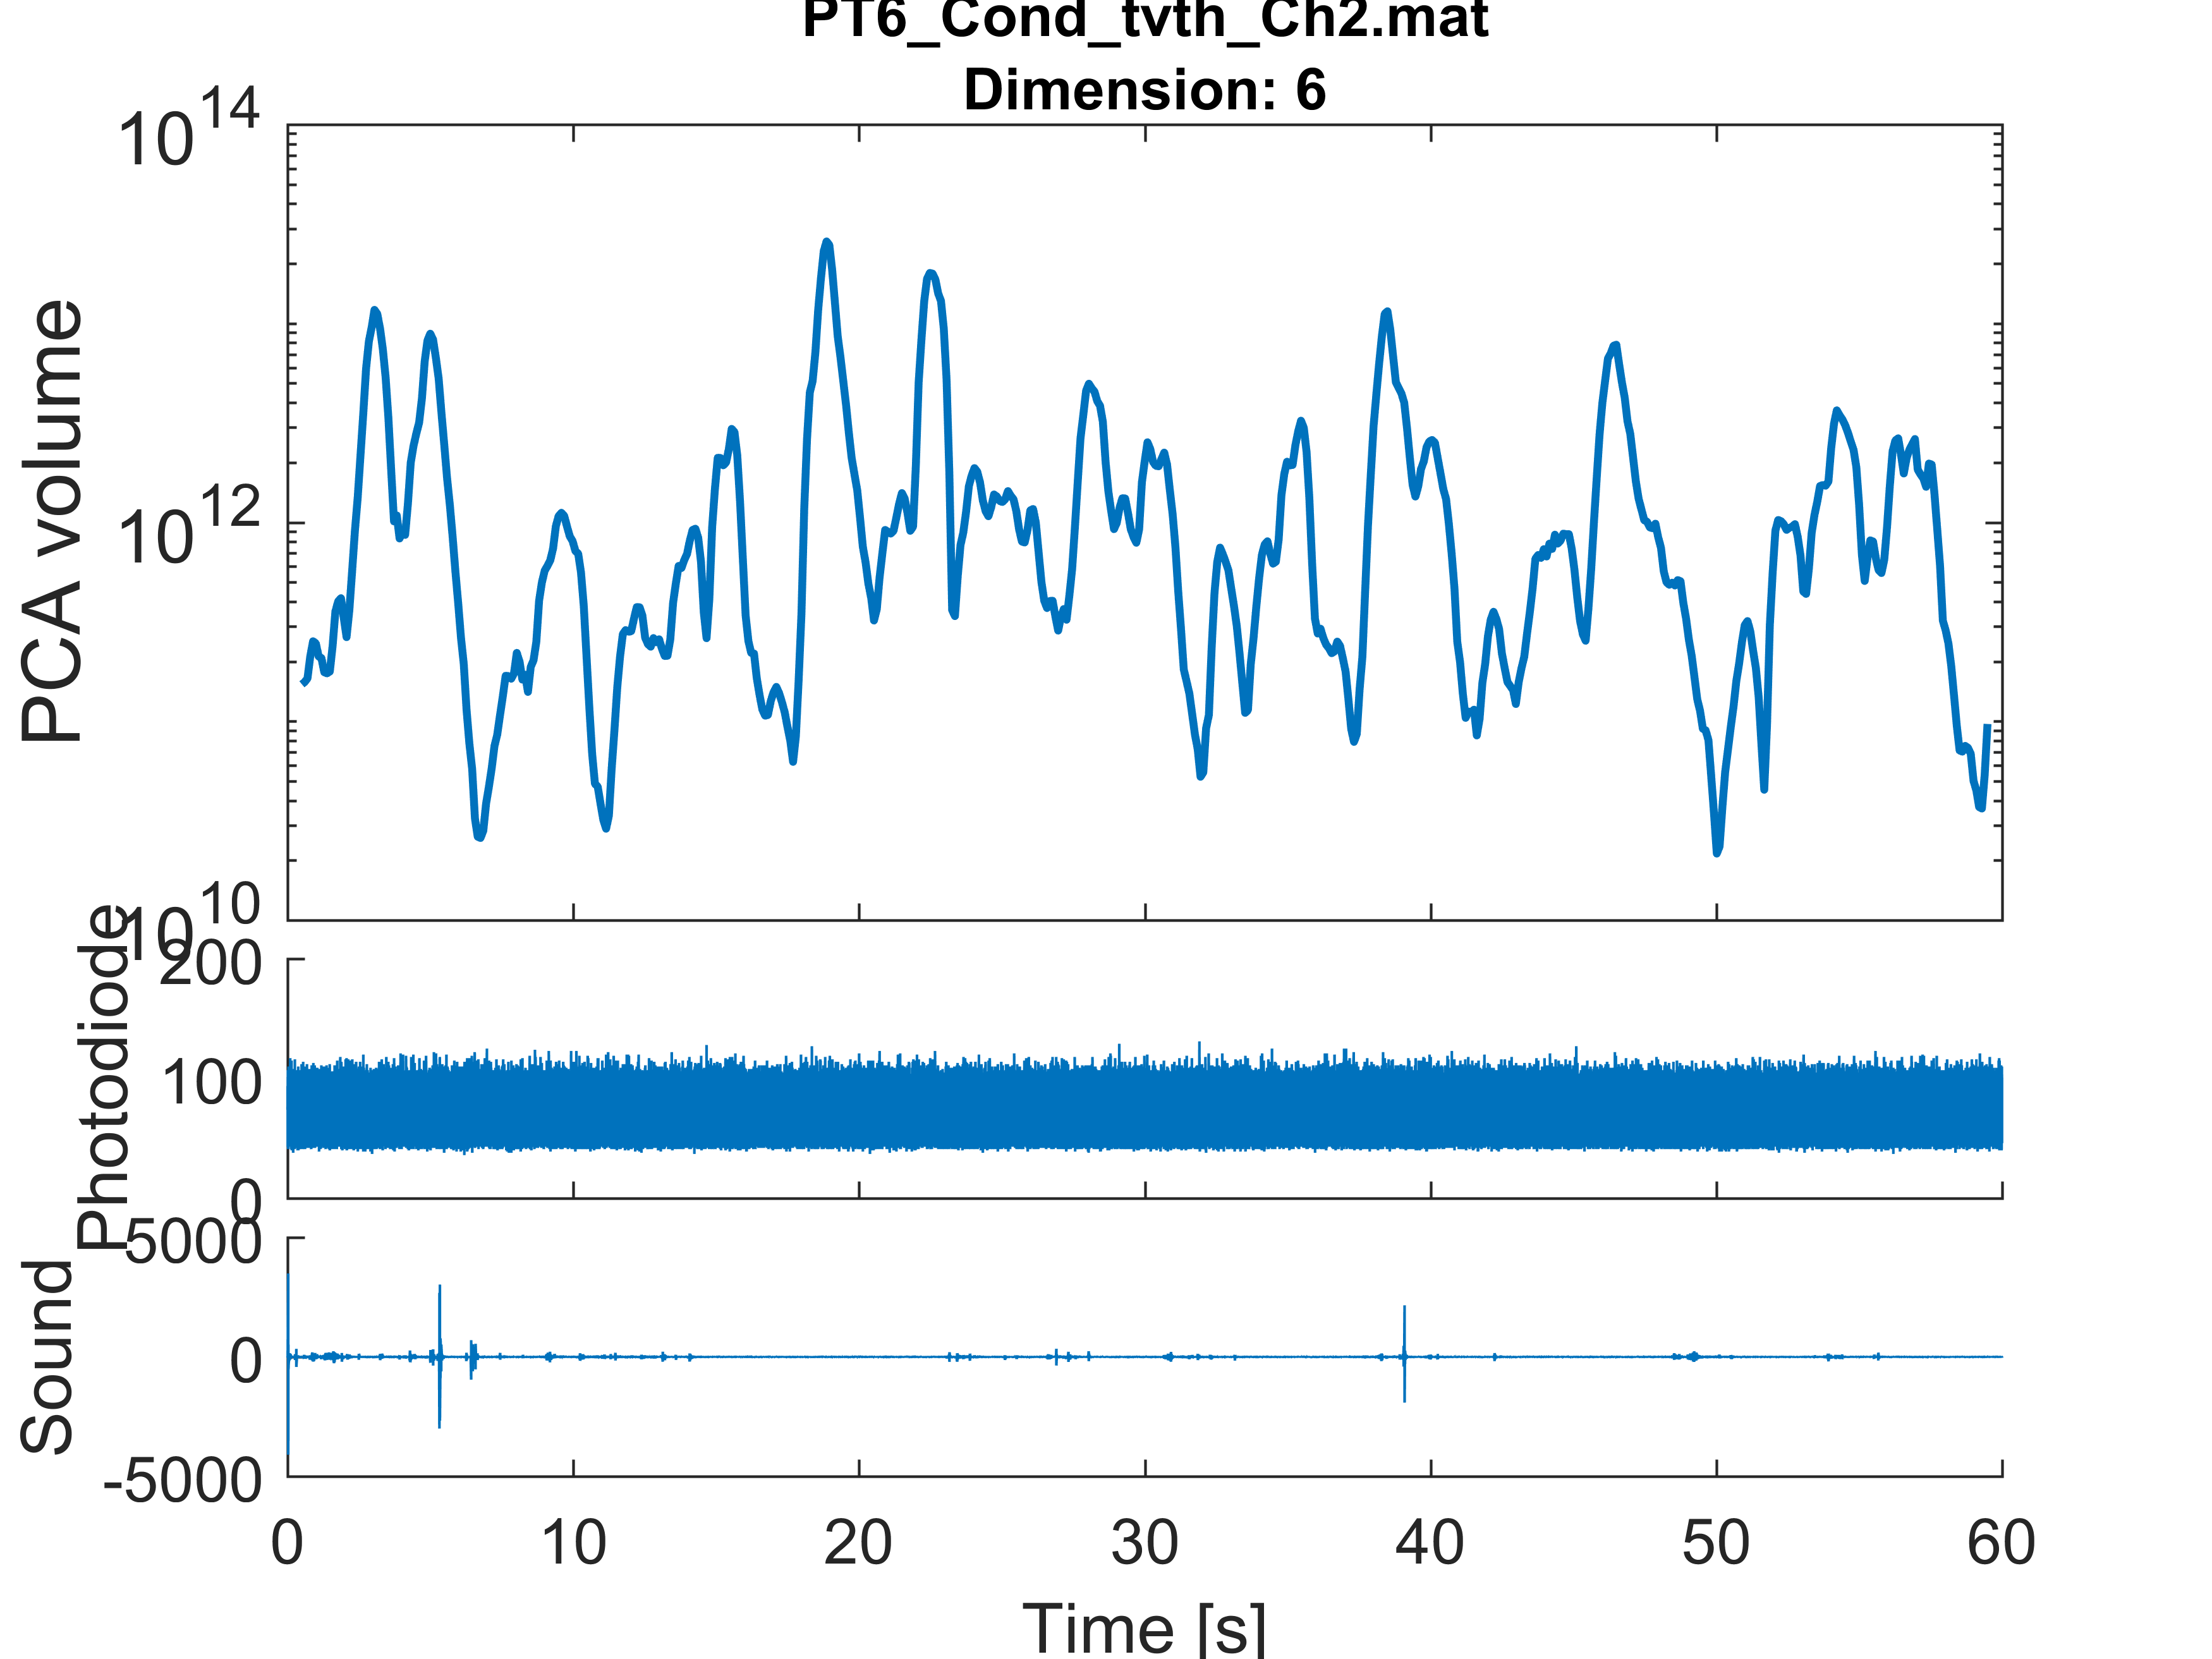 PT6_Cond_tvth_Ch2.mat
Dimension: 6
PCA volume
10^14
10^12
10^10
Photodiode
200
100
0
Sound
5000
0
-5000
0 10 20 30 40 50 60
Time [s]